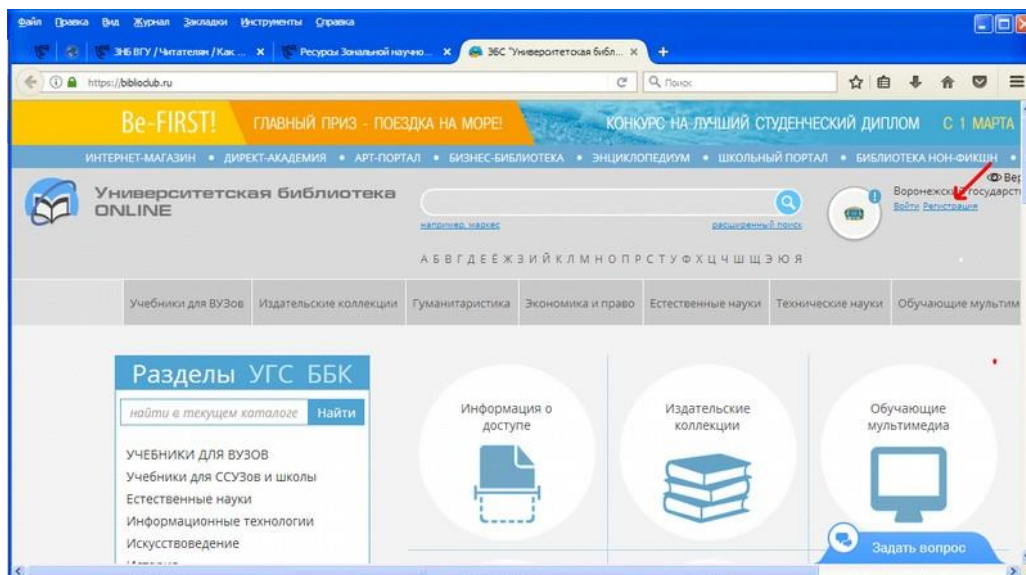 Файл Правка Вид Журнал Закладки Инструменты Справка
ЗНБ ВГУ / Читателям / Как ... × Ресурсы Зональной научно... × ЭБС "Университетская библ... × +
https://biblioclub.ru Поиск
Be-FIRST! ГЛАВНЫЙ ПРИЗ - ПОЕЗДКА НА МОРЕ! КОНКУРС НА ЛУЧШИЙ СТУДЕНЧЕСКИЙ ДИПЛОМ С 1 МАРТА
ИНТЕРНЕТ-МАГАЗИН • ДИРЕКТ-АКАДЕМИЯ • АРТ-ПОРТАЛ • БИЗНЕС-БИБЛИОТЕКА • ЭНЦИКЛОПЕДИУМ • ШКОЛЬНЫЙ ПОРТАЛ • БИБЛИОТЕКА НОН-ФИКШН •
Вер
Университетская библиотека
ONLINE
Воронежский государст
Войти Регистрация
например, маркес расширенный поиск
А Б В Г Д Е Ё Ж З И Й К Л М Н О П Р С Т У Ф Х Ц Ч Ш Щ Э Ю Я
Учебники для ВУЗов Издательские коллекции Гуманитаристика Экономика и право Естественные науки Технические науки Обучающие мультим
Разделы УГС ББК
найти в текущем каталоге Найти
УЧЕБНИКИ ДЛЯ ВУЗОВ
Учебники для ССУЗов и школы
Естественные науки
Информационные технологии
Искусствоведение
Информация о
доступе
Издательские
коллекции
Обучающие
мультимедиа
Задать вопрос